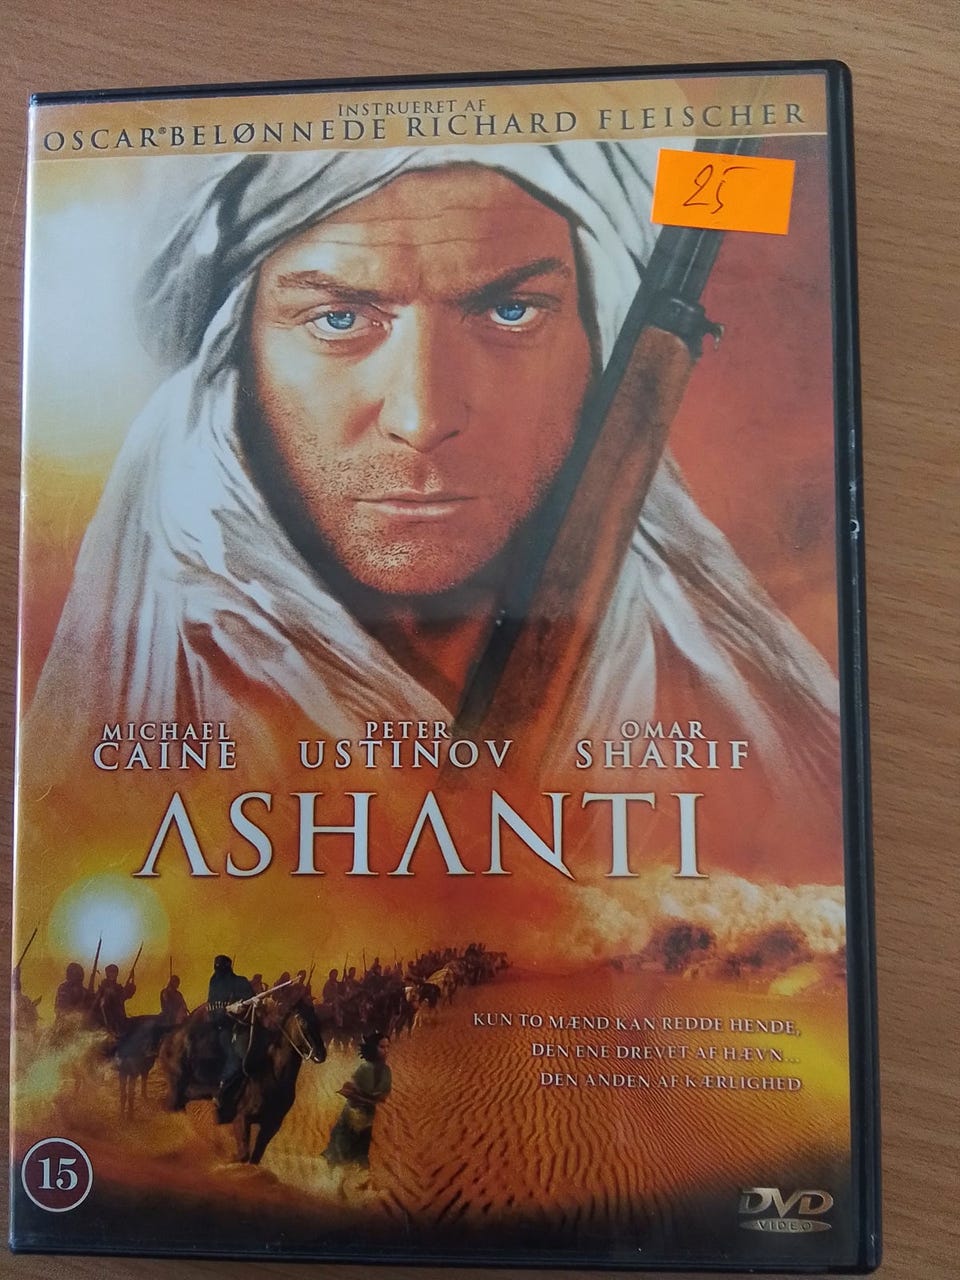 INSTRUERET AF
OSCAR® BELØNNEDE RICHARD FLEISCHER
25
MICHAEL PETER OMAR
CAINE USTINOV SHARIF
ASHANTI
KUN TO MÆND KAN REDDE HENDE,
DEN ENE DREVET AF HÆVN...
DEN ANDEN AF KÆRLIGHED
15
DVD
VIDEO